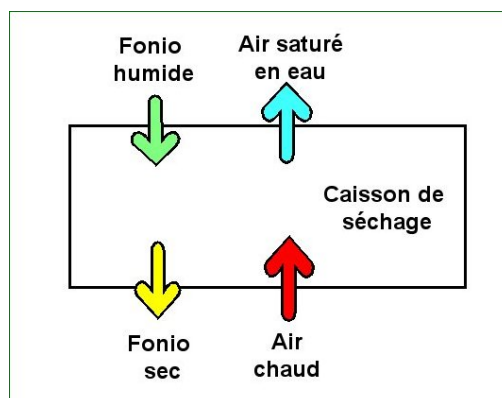 Fonio
humide
Air saturé
en eau
Caisson de
séchage
Fonio
sec
Air
chaud